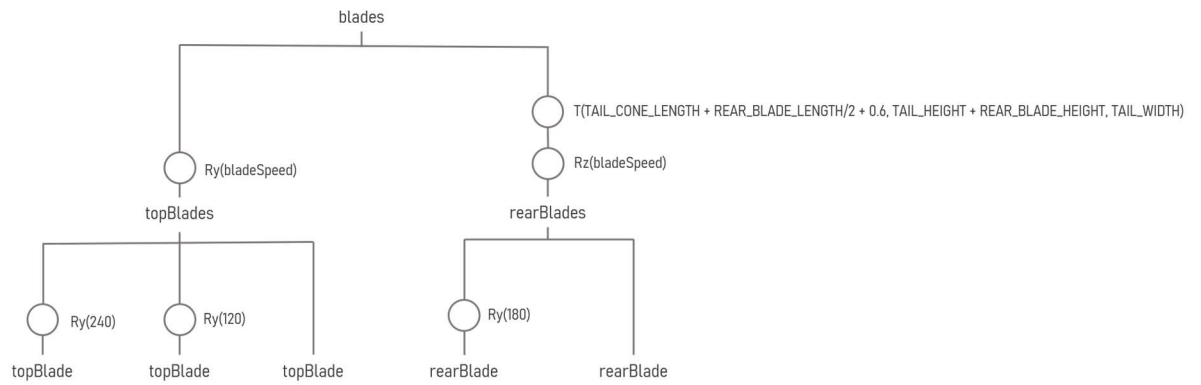 blades
T(TAIL_CONE_LENGTH + REAR_BLADE_LENGTH/2 + 0.6, TAIL_HEIGHT + REAR_BLADE_HEIGHT, TAIL_WIDTH)
Ry(bladeSpeed)
Rz(bladeSpeed)
topBlades
rearBlades
Ry(240)
Ry(120)
Ry(180)
topBlade
topBlade
topBlade
rearBlade
rearBlade